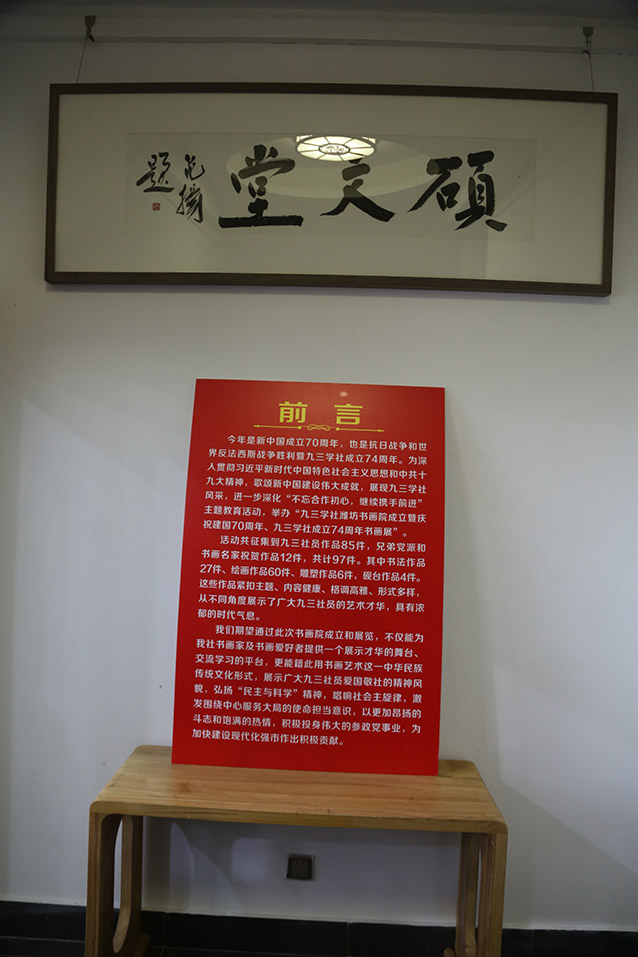 碩文堂
題
前言
今年是新中国成立70周年，也是抗日战争和世
界反法西斯战争胜利暨九三学社成立74周年。为深
入贯彻习近平新时代中国特色社会主义思想和中共十
九大精神，歌颂新中国建设伟大成就，展现九三学社
风采，进一步深化“不忘合作初心，继续携手前进”
主题教育活动，举办“九三学社潍坊书画院成立暨庆
祝建国70周年、九三学社成立74周年书画展”。
活动共征集到九三社员作品85件，兄弟党派和
书画名家祝贺作品12件，共计97件。其中书法作品
27件、绘画作品60件、雕塑作品6件，砚台作品4件。
这些作品紧扣主题、内容健康、格调高雅、形式多样，
从不同角度展示了广大九三社员的艺术才华，具有浓
郁的时代气息。
我们期望通过此次书画院成立和展览，不仅能为
我社书画家及书画爱好者提供一个展示才华的舞台、
交流学习的平台，更能藉此用书画艺术这一中华民族
传统文化形式，展示广大九三社员爱国敬社的精神风
貌，弘扬“民主与科学”精神，唱响社会主旋律，激
发围绕中心服务大局的使命担当意识，以更加昂扬的
斗志和饱满的热情，积极投身伟大的参政党事业，为
加快建设现代化强市作出积极贡献。